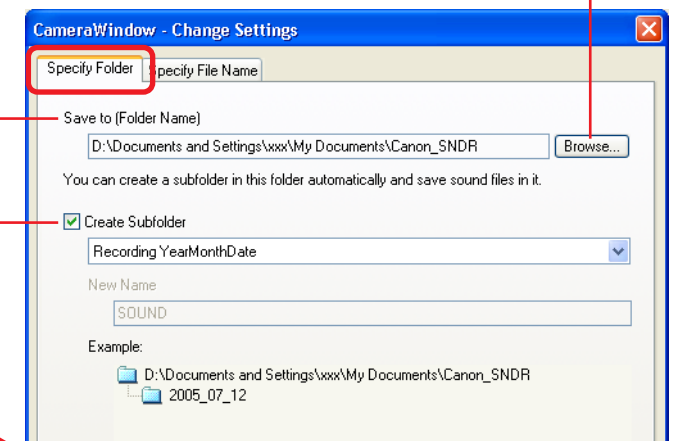 CameraWindow - Change Settings
Specify Folder
Specify File Name
Save to (Folder Name)
D:\Documents and Settings\xxx\My Documents\Canon_SNDR
Browse...
You can create a subfolder in this folder automatically and save sound files in it.
Create Subfolder
Recording YearMonthDate
New Name
SOUND
Example:
D:\Documents and Settings\xxx\My Documents\Canon_SNDR
2005_07_12